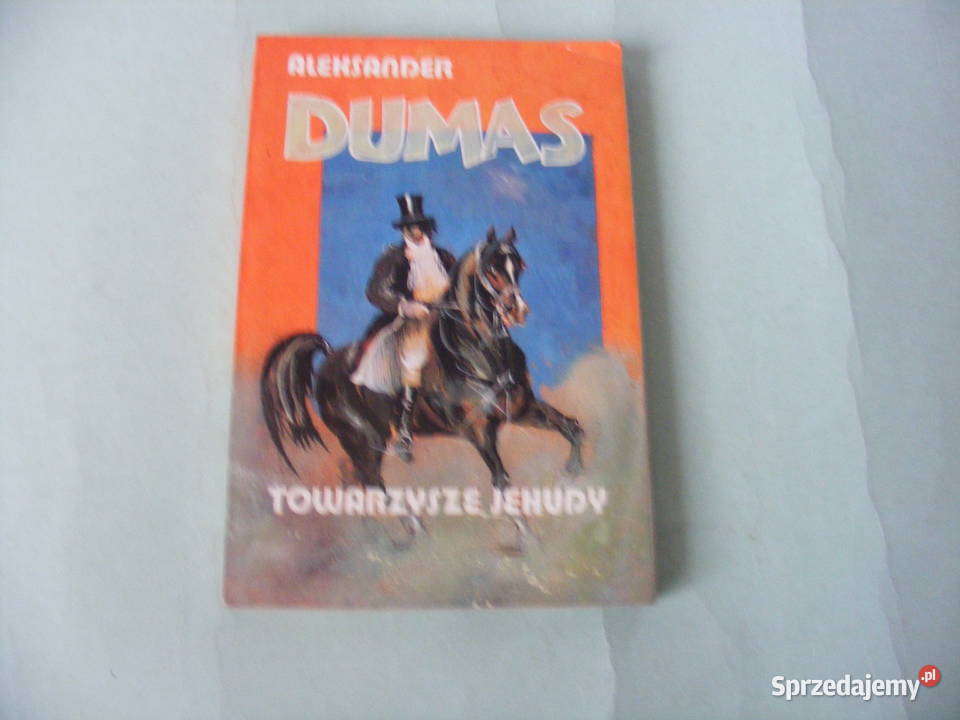 ALEKSANDER
DUMAS
TOWARZYSZE JEHUDY
Sprzedajemy.pl